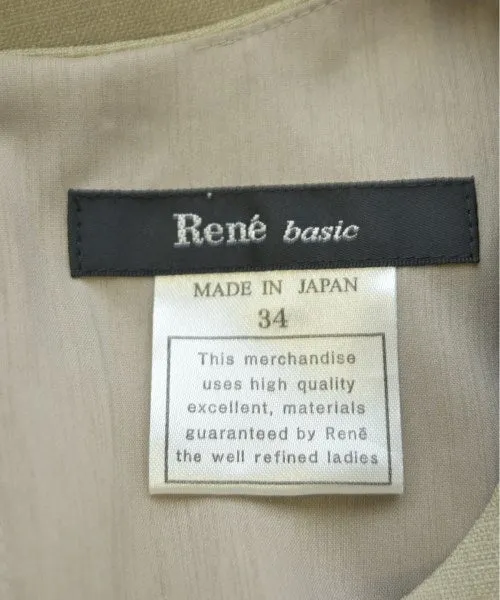 René basic
MADE IN JAPAN
34
This merchandise
uses high quality
excellent, materials
guaranteed by Renē
the well refined ladies